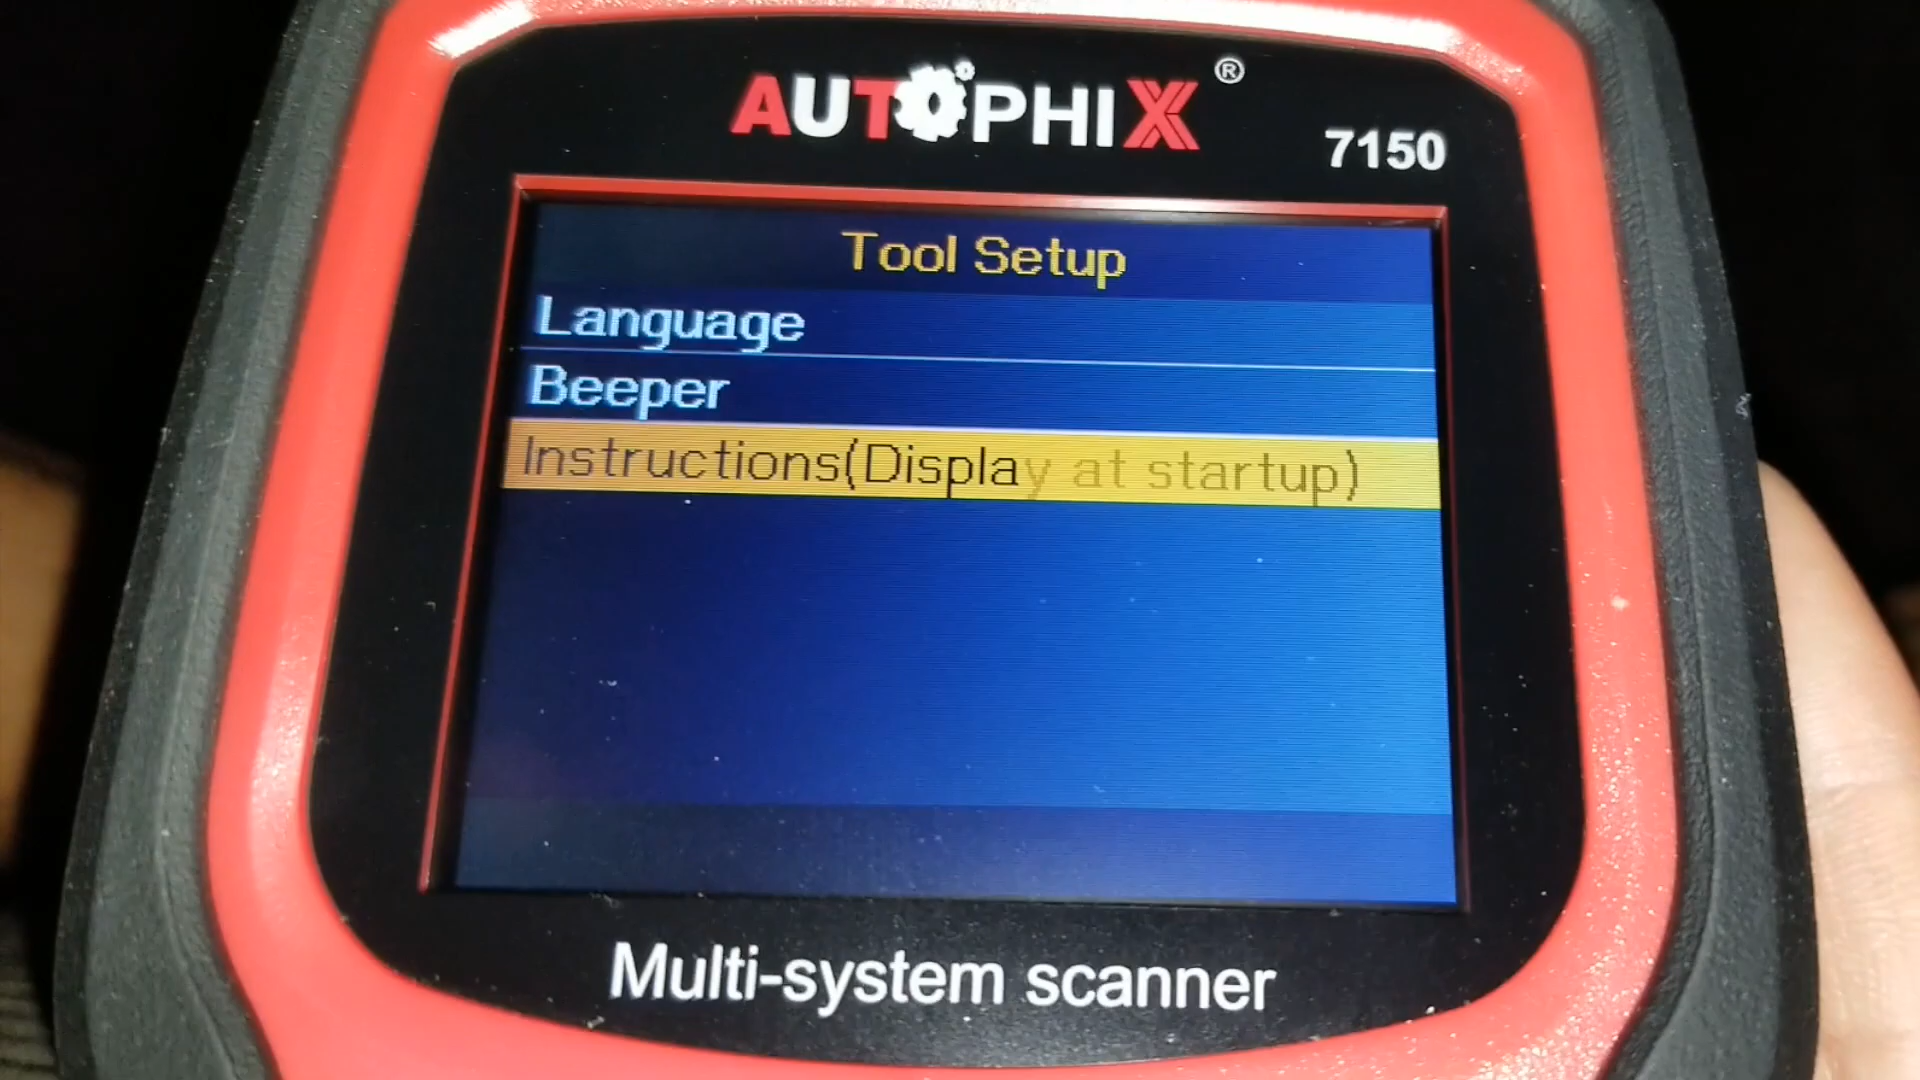 AUTOPHIX®
7150
Tool Setup
Language
Beeper
Instructions(Display at startup)
Multi-system scanner